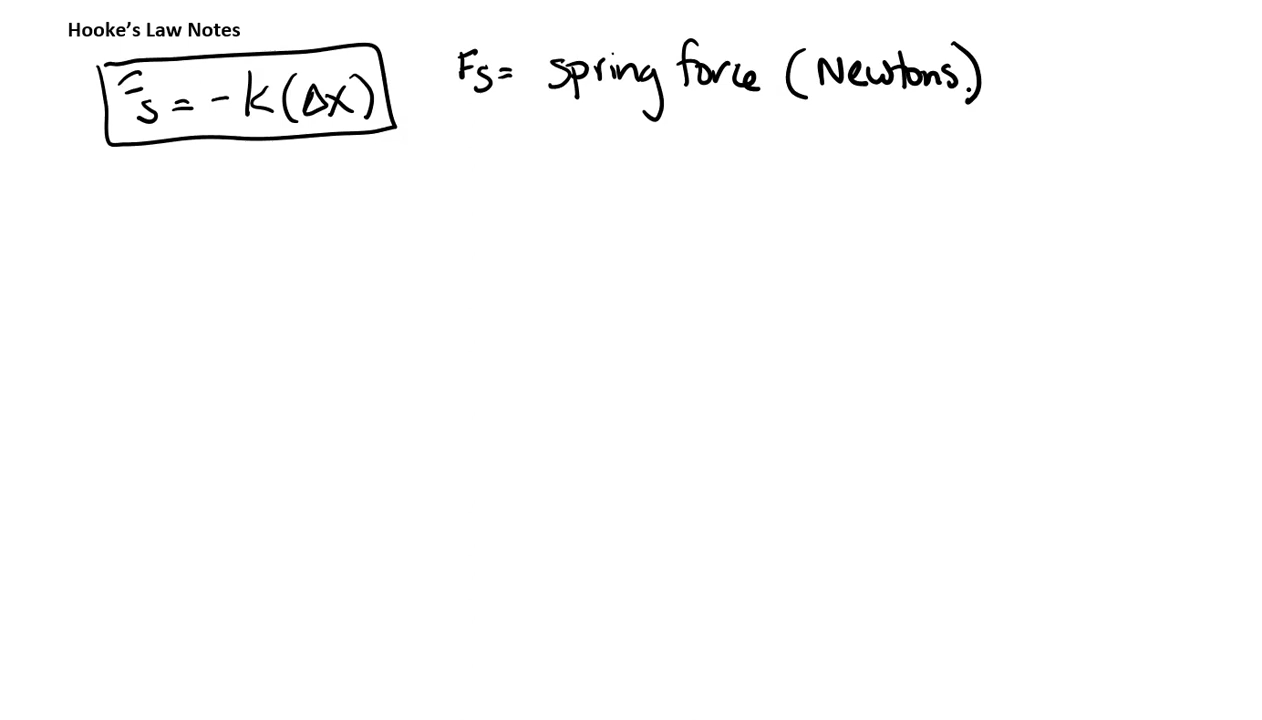 Hooke's Law Notes
Fs = - K (Δx)
Fs = spring force (Newtons.)